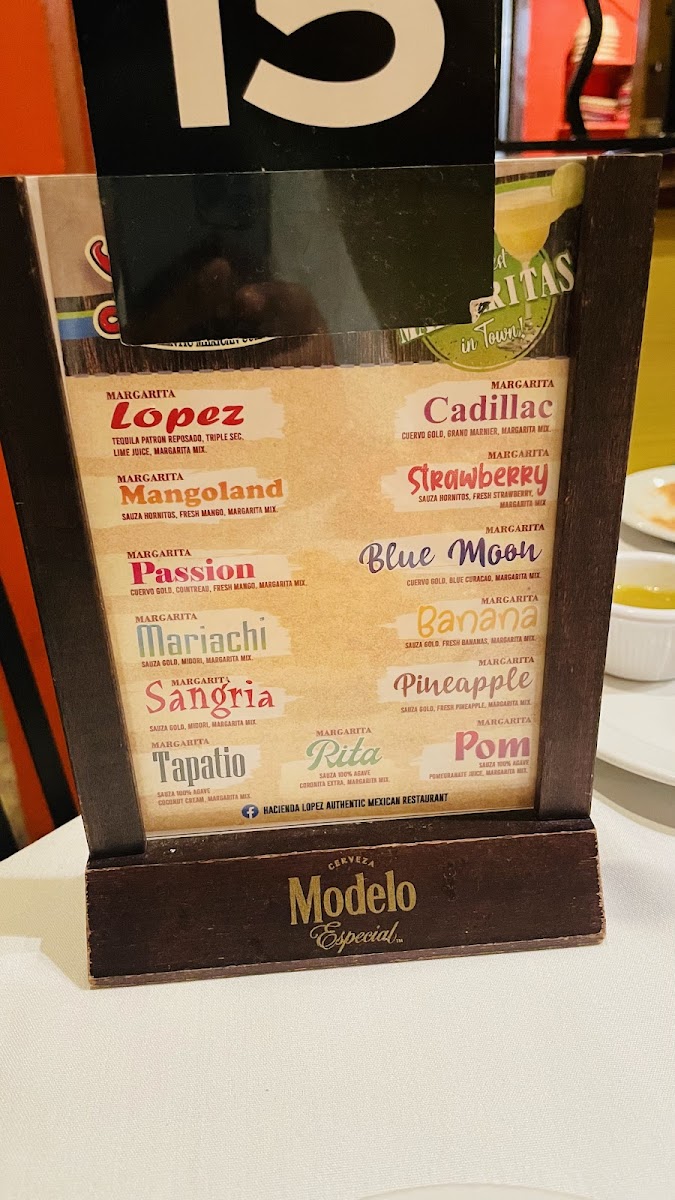 15
MARGARITAS
in Town!
MARGARITA
Lopez
TEQUILA PATRON REPOSADO, TRIPLE SEC,
LIME JUICE, MARGARITA MIX.
MARGARITA
Mangoland
SAUZA HORNITOS, FRESH MANGO, MARGARITA MIX.
MARGARITA
Passion
CUERVO GOLD, COINTREAU, FRESH MANGO, MARGARITA MIX.
MARGARITA
Mariachi
SAUZA GOLD, MIDORI, MARGARITA MIX.
MARGARITA
Sangria
SAUZA GOLD, MIDORI, MARGARITA MIX.
MARGARITA
Tapatio
SAUZA 100% AGAVE
COCONUT CREAM, MARGARITA MIX.
MARGARITA
Cadillac
CUERVO GOLD, GRAND MARNIER, MARGARITA MIX.
MARGARITA
Strawberry
SAUZA HORNITOS, FRESH STRAWBERRY,
MARGARITA MIX.
MARGARITA
Blue Moon
CUERVO GOLD, BLUE CURACAO, MARGARITA MIX.
MARGARITA
Banana
SAUZA GOLD, FRESH BANANAS, MARGARITA MIX.
MARGARITA
Pineapple
SAUZA GOLD, FRESH PINEAPPLE, MARGARITA MIX.
MARGARITA
Rita
SAUZA 100% AGAVE
CORONITA EXTRA, MARGARITA MIX.
MARGARITA
Pom
SAUZA 100% AGAVE
POMEGRANATE JUICE, MARGARITA MIX.
HACIENDA LOPEZ AUTHENTIC MEXICAN RESTAURANT
CERVEZA
Modelo
Especial™